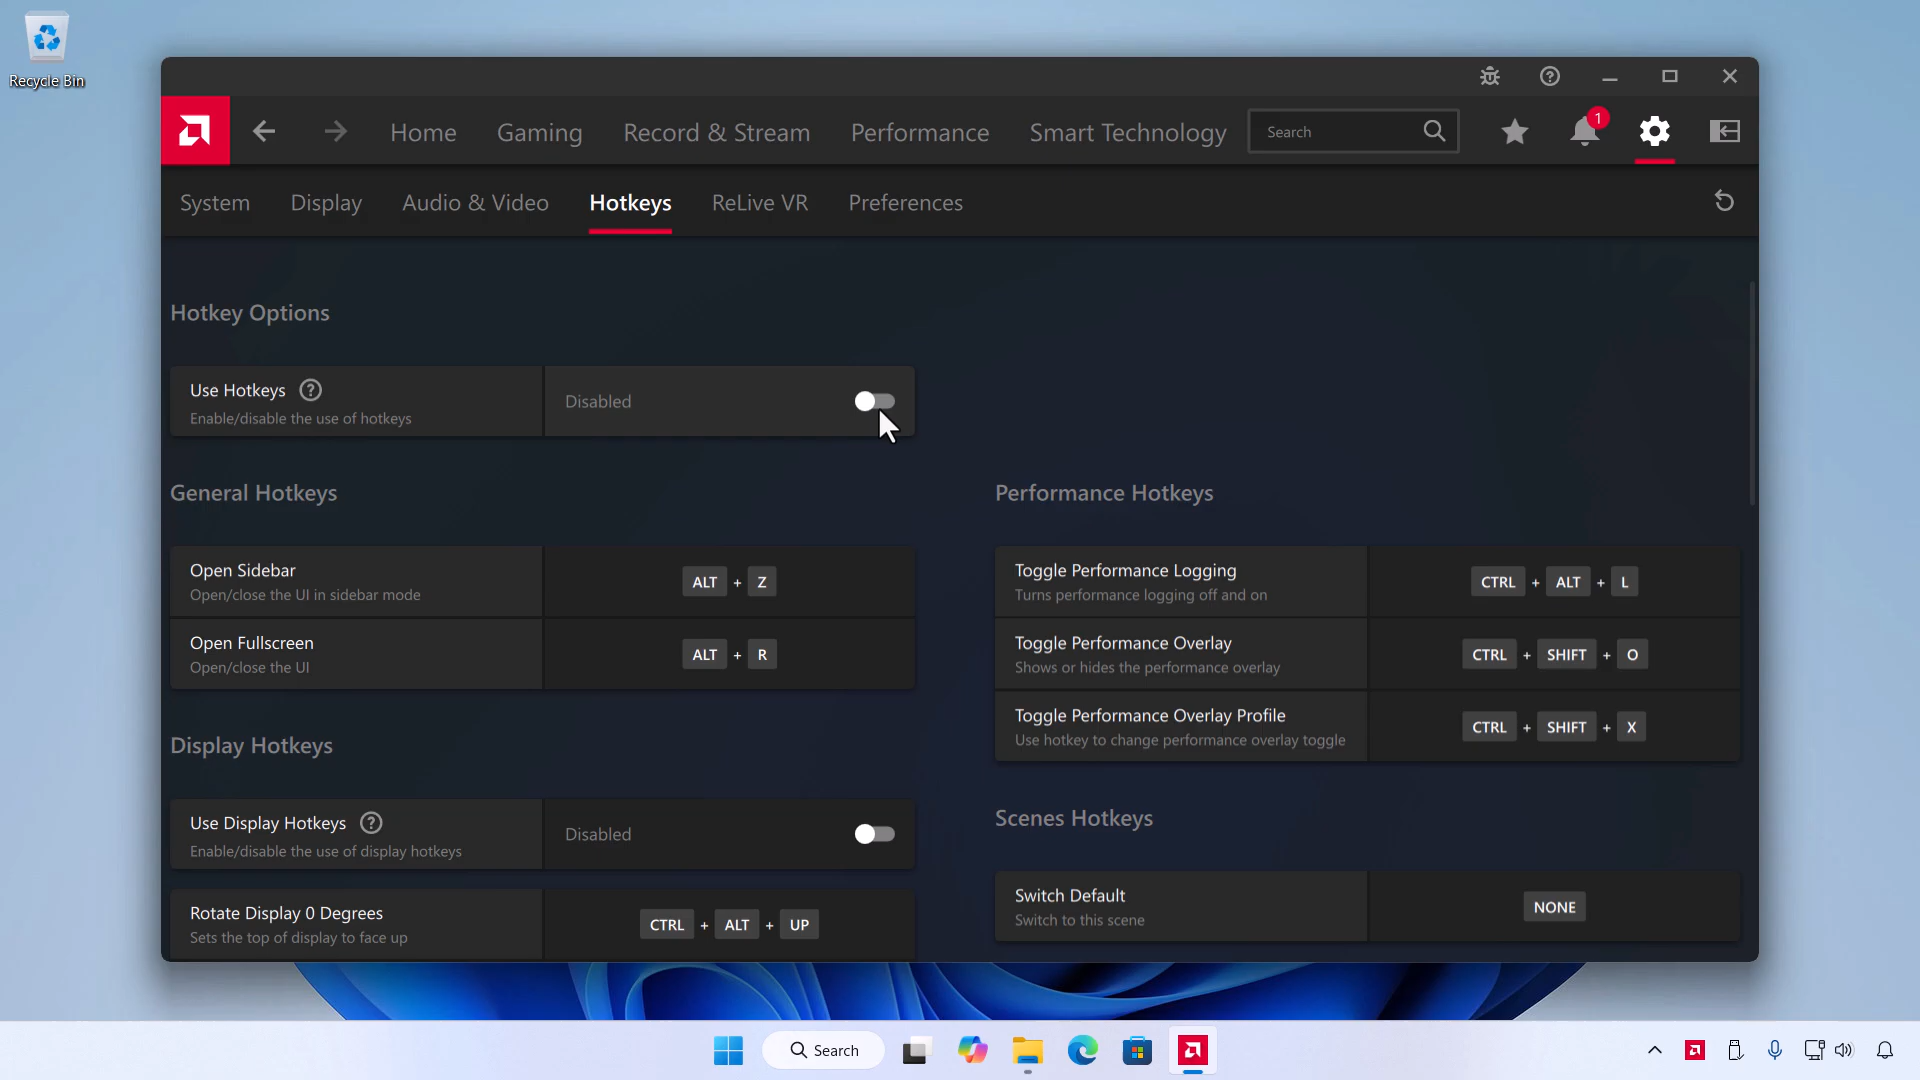 Recycle Bin
Home
Gaming
Record & Stream
Performance
Smart Technology
Search
1
System
Display
Audio & Video
Hotkeys
ReLive VR
Preferences
Hotkey Options
Use Hotkeys
Enable/disable the use of hotkeys
Disabled
General Hotkeys
Open Sidebar
Open/close the UI in sidebar mode
ALT + Z
Open Fullscreen
Open/close the UI
ALT + R
Display Hotkeys
Use Display Hotkeys
Enable/disable the use of display hotkeys
Disabled
Rotate Display 0 Degrees
Sets the top of display to face up
CTRL + ALT + UP
Performance Hotkeys
Toggle Performance Logging
Turns performance logging off and on
CTRL + ALT + L
Toggle Performance Overlay
Shows or hides the performance overlay
CTRL + SHIFT + O
Toggle Performance Overlay Profile
Use hotkey to change performance overlay toggle
CTRL + SHIFT + X
Scenes Hotkeys
Switch Default
Switch to this scene
NONE
Search